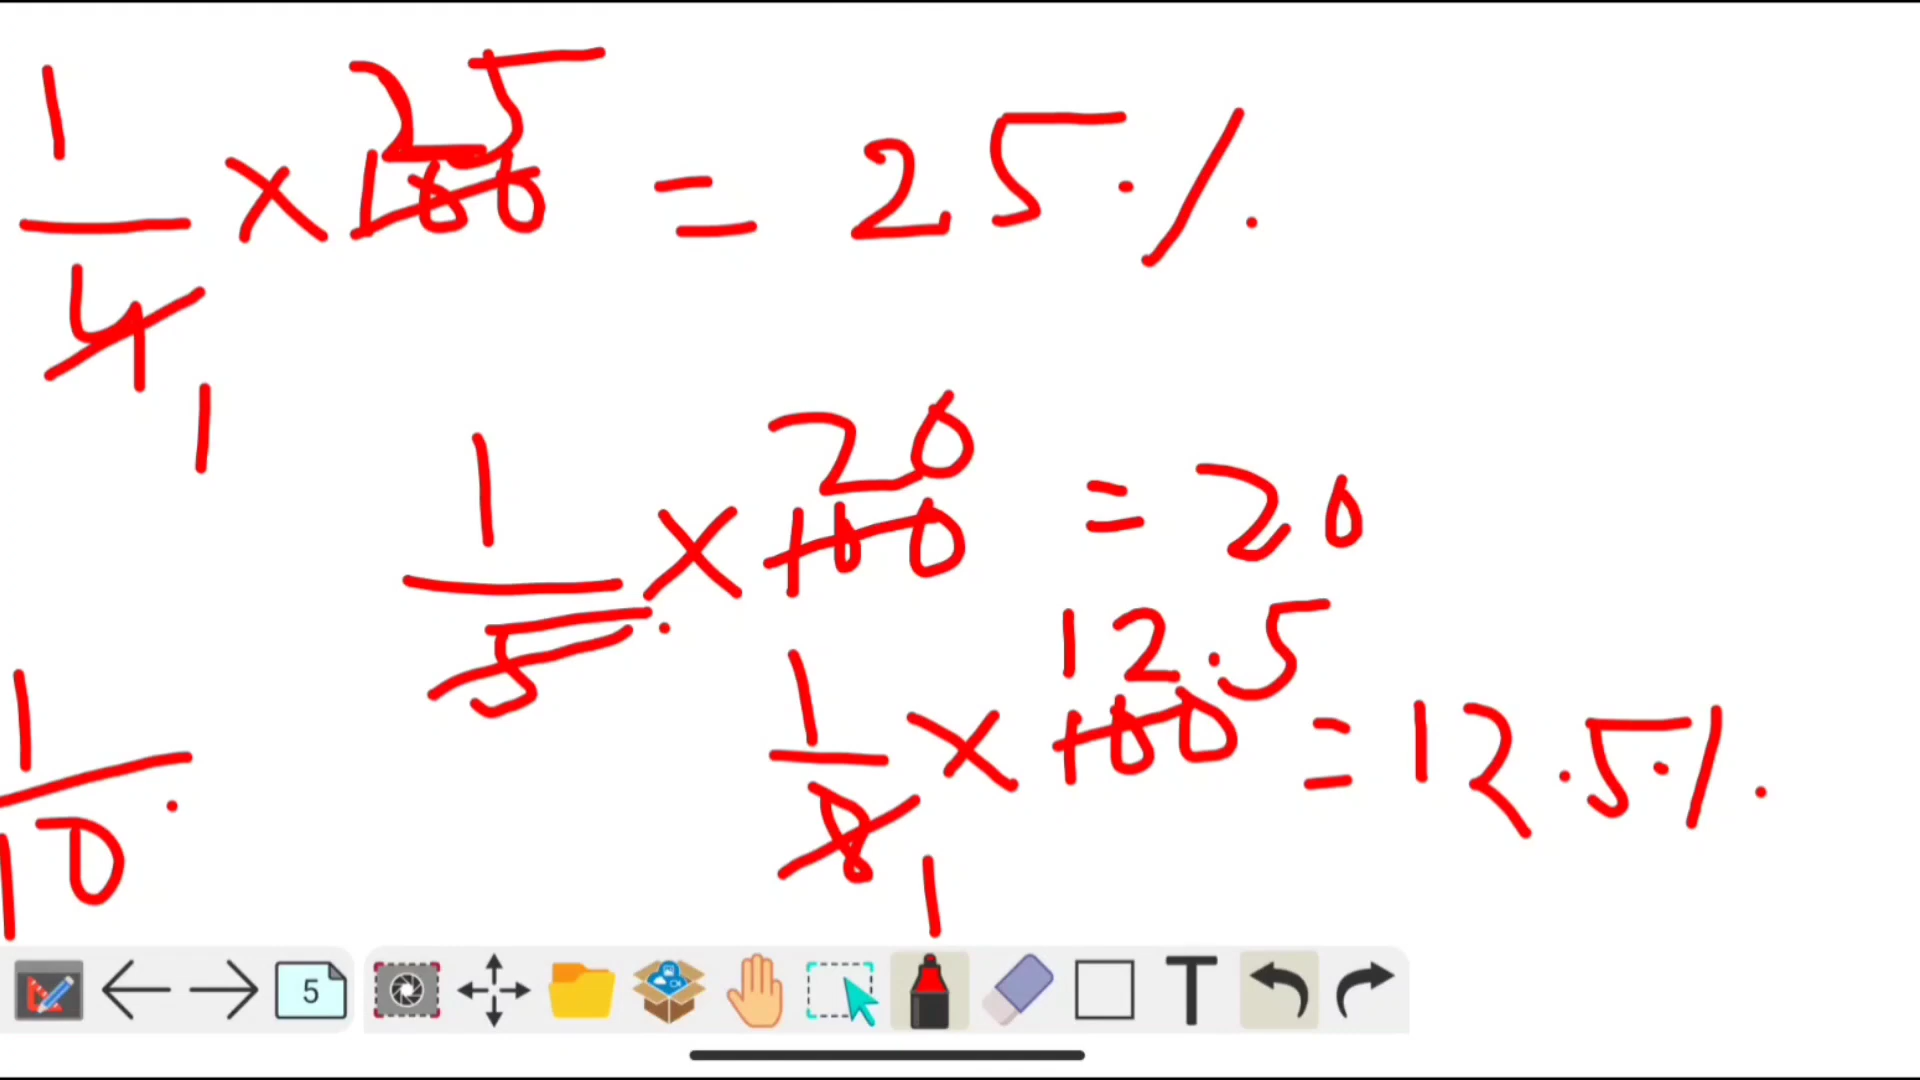 1/4 × 100 = 25%
25
1
1/5 × 100 = 20
20
1/8 × 100 = 12.5%
12.5
1
1/10
5
T